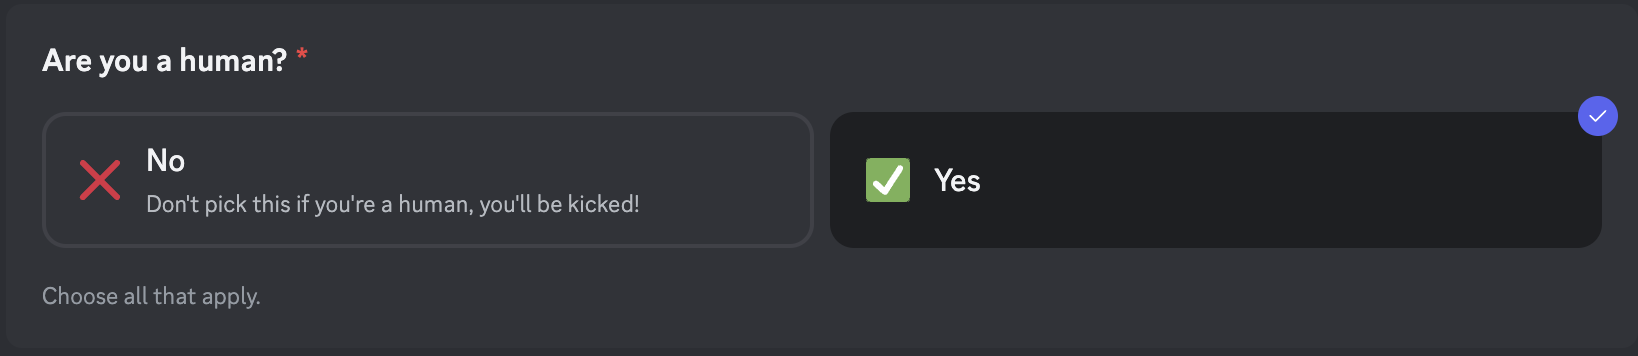 Are you a human? *
No
Don't pick this if you're a human, you'll be kicked!
Yes
Choose all that apply.